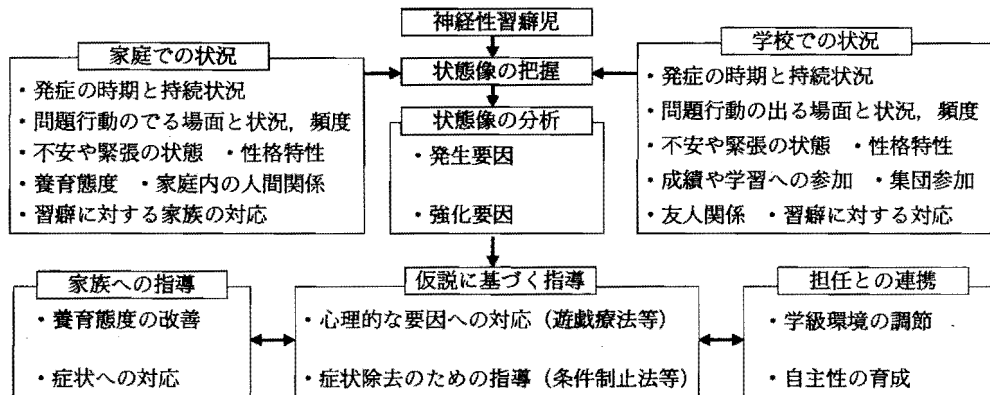 神経性習癖児
家庭での状況
・発症の時期と持続状況
・問題行動のでる場面と状況，頻度
・不安や緊張の状態　・性格特性
・養育態度　・家庭内の人間関係
・習癖に対する家族の対応
状態像の把握
状態像の分析
・発生要因
・強化要因
学校での状況
・発症の時期と持続状況
・問題行動の出る場面と状況，頻度
・不安や緊張の状態　・性格特性
・成績や学習への参加　・集団参加
・友人関係　・習癖に対する対応
家族への指導
・養育態度の改善
・症状への対応
仮説に基づく指導
・心理的な要因への対応（遊戯療法等）
・症状除去のための指導（条件制止法等）
担任との連携
・学級環境の調節
・自主性の育成